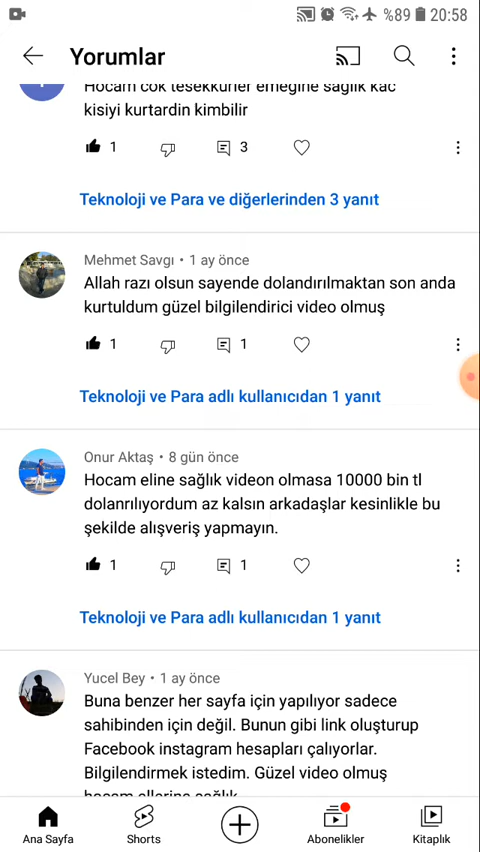 %89 20:58
Yorumlar
Hocam cok tesekkurler emegine saglik kac
kisiyi kurtardin kimbilir
1 3
Teknoloji ve Para ve diğerlerinden 3 yanıt
Mehmet Savgı • 1 ay önce
Allah razı olsun sayende dolandırılmaktan son anda
kurtuldum güzel bilgilendirici video olmuş
1 1
Teknoloji ve Para adlı kullanıcıdan 1 yanıt
Onur Aktaş • 8 gün önce
Hocam eline sağlık videon olmasa 10000 bin tl
dolanrılıyordum az kalsın arkadaşlar kesinlikle bu
şekilde alışveriş yapmayın.
1 1
Teknoloji ve Para adlı kullanıcıdan 1 yanıt
Yucel Bey • 1 ay önce
Buna benzer her sayfa için yapılıyor sadece
sahibinden için değil. Bunun gibi link oluşturup
Facebook instagram hesapları çalıyorlar.
Bilgilendirmek istedim. Güzel video olmuş
hocam ellerine sağlık
Ana Sayfa Shorts Abonelikler Kitaplık